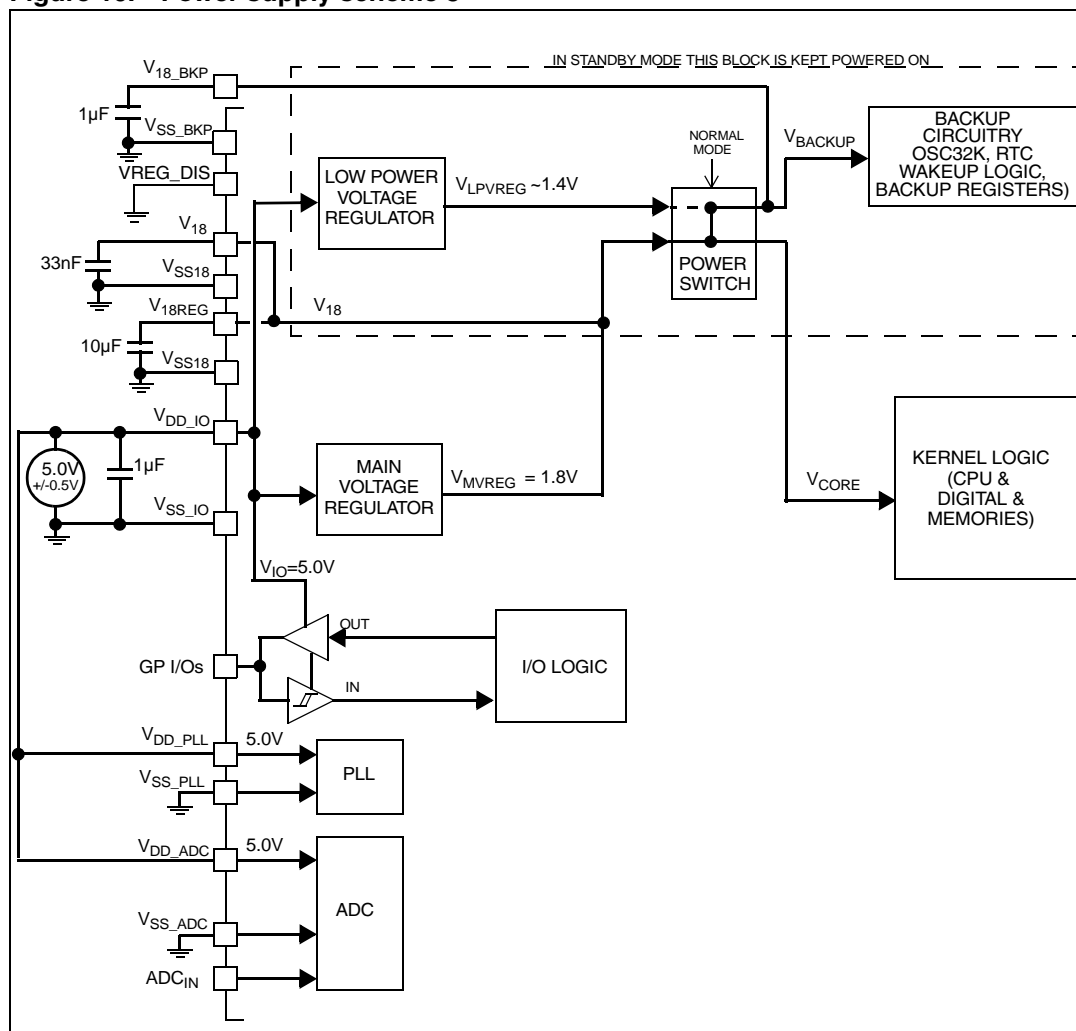 Figure Power supply scheme
IN STANDBY MODE THIS BLOCK IS KEPT POWERED ON
V18_BKP
1µF
VSS_BKP
VREG_DIS
LOW POWER
VOLTAGE
REGULATOR
VLPVREG ~1.4V
NORMAL
MODE
POWER
SWITCH
VBACKUP
BACKUP
CIRCUITRY
OSC32K, RTC
WAKEUP LOGIC,
BACKUP REGISTERS)
V18
33nF
VSS18
V18REG
V18
10µF
VSS18
VDD_IO
5.0V
+/-0.5V
1µF
VSS_IO
MAIN
VOLTAGE
REGULATOR
VMVREG = 1.8V
VCORE
KERNEL LOGIC
(CPU &
DIGITAL &
MEMORIES)
VIO=5.0V
OUT
GP I/Os
IN
I/O LOGIC
VDD_PLL
5.0V
VSS_PLL
PLL
VDD_ADC
5.0V
VSS_ADC
ADC
ADCIN